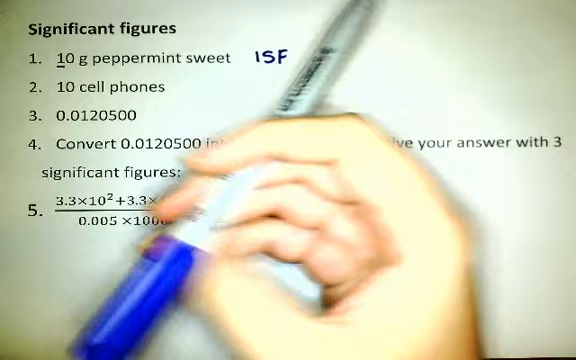 Significant figures
1. 10 g peppermint sweet 1SF
2. 10 cell phones
3. 0.0120500
4. Convert 0.0120500 your answer with 3
significant figures:
5. 3.3×10²+3.3×
0.005 ×100